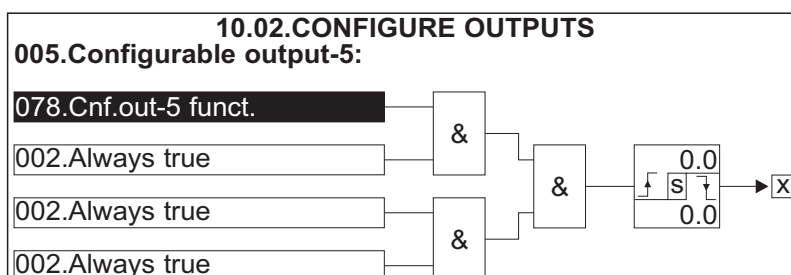 10.02.CONFIGURE OUTPUTS
005.Configurable output-5:
078.Cnf.out-5 funct.
&
002.Always true
0.0
&
S
X
002.Always true
0.0
&
002.Always true